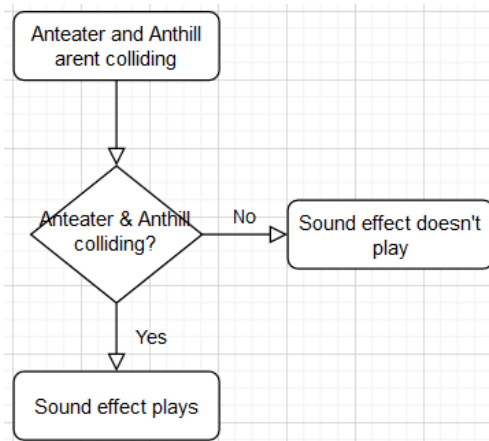 Anteater and Anthill
arent colliding
Anteater & Anthill
colliding?
No
Sound effect doesn't
play
Yes
Sound effect plays